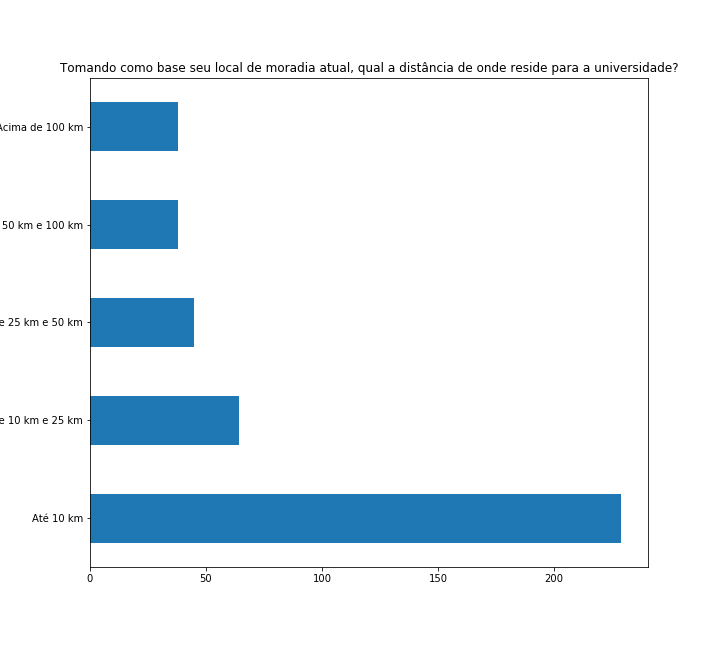 Tomando como base seu local de moradia atual, qual a distância de onde reside para a universidade?
Acima de 100 km
50 km e 100 km
e 25 km e 50 km
e 10 km e 25 km
Até 10 km
0 50 100 150 200